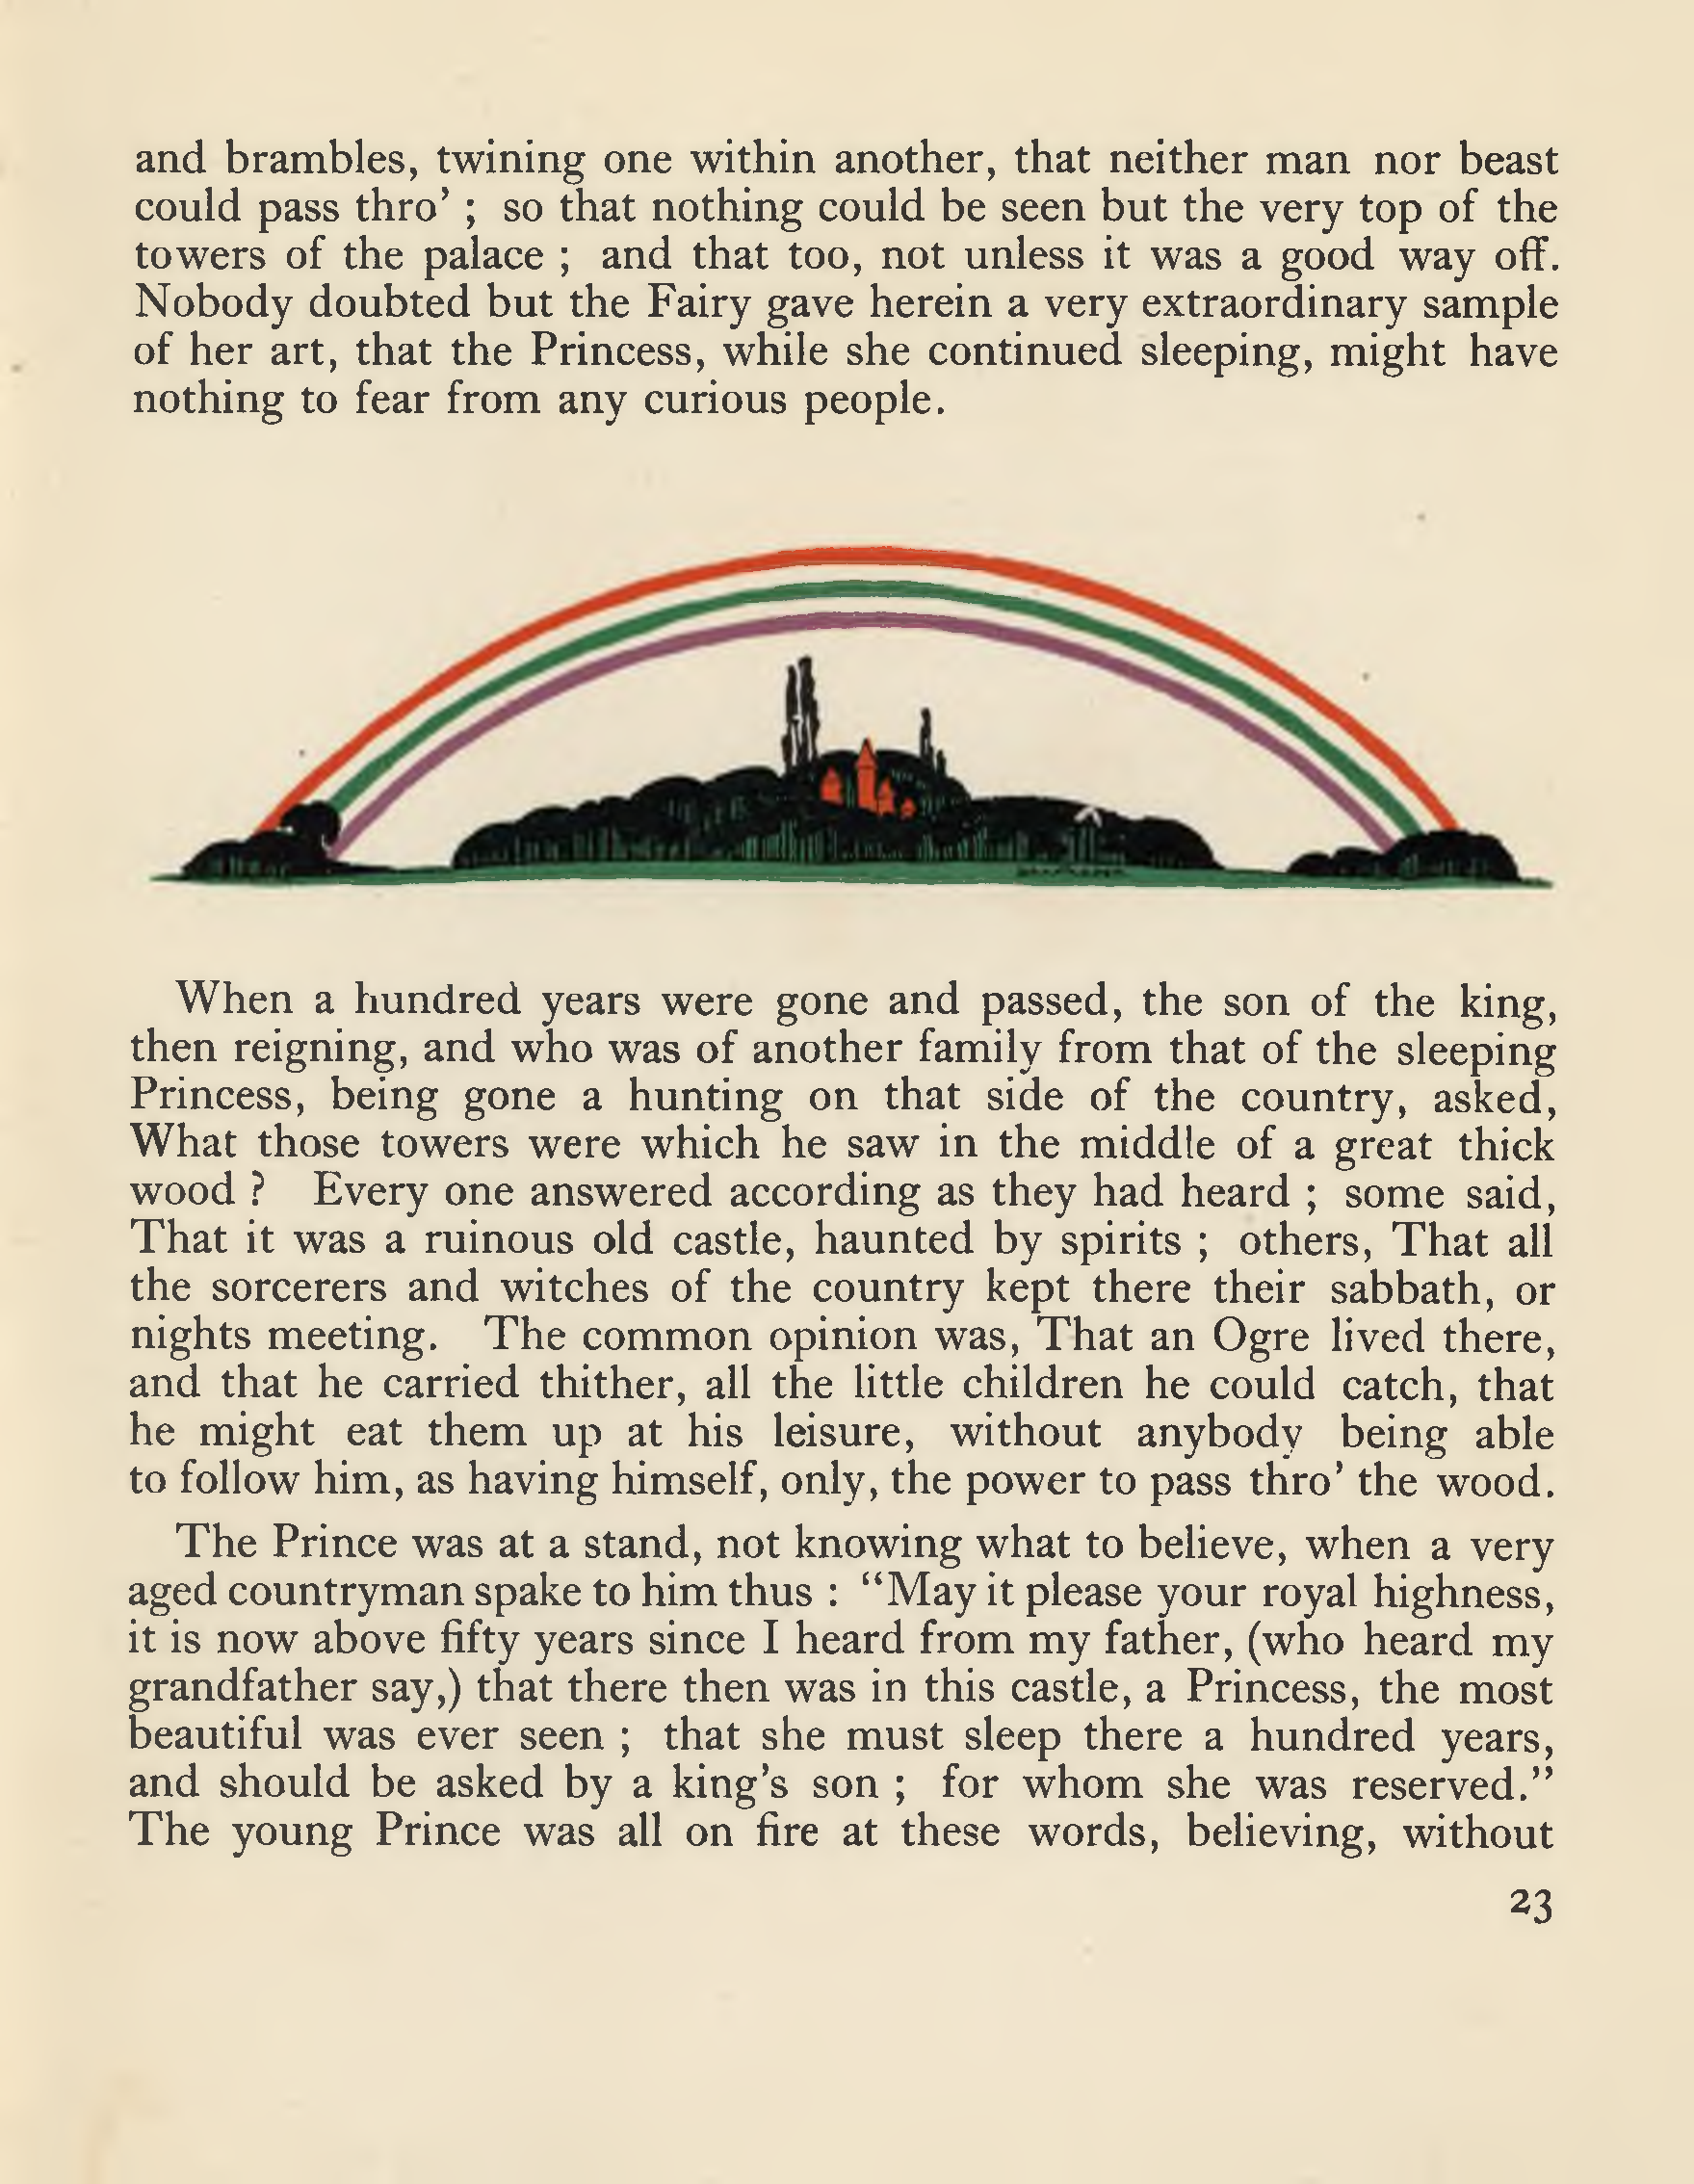 and brambles, twining one within another, that neither man nor beast
could pass thro' ; so that nothing could be seen but the very top of the
towers of the palace ; and that too, not unless it was a good way off.
Nobody doubted but the Fairy gave herein a very extraordinary sample
of her art, that the Princess, while she continued sleeping, might have
nothing to fear from any curious people.
When a hundred years were gone and passed, the son of the king,
then reigning, and who was of another family from that of the sleeping
Princess, being gone a hunting on that side of the country, asked,
What those towers were which he saw in the middle of a great thick
wood ? Every one answered according as they had heard ; some said,
That it was a ruinous old castle, haunted by spirits ; others, That all
the sorcerers and witches of the country kept there their sabbath, or
nights meeting. The common opinion was, That an Ogre lived there,
and that he carried thither, all the little children he could catch, that
he might eat them up at his leisure, without anybody being able
to follow him, as having himself, only, the power to pass thro' the wood.
The Prince was at a stand, not knowing what to believe, when a very
aged countryman spake to him thus : “May it please your royal highness,
it is now above fifty years since I heard from my father, (who heard my
grandfather say,) that there then was in this castle, a Princess, the most
beautiful was ever seen ; that she must sleep there a hundred years,
and should be asked by a king's son ; for whom she was reserved.”
The young Prince was all on fire at these words, believing, without
23